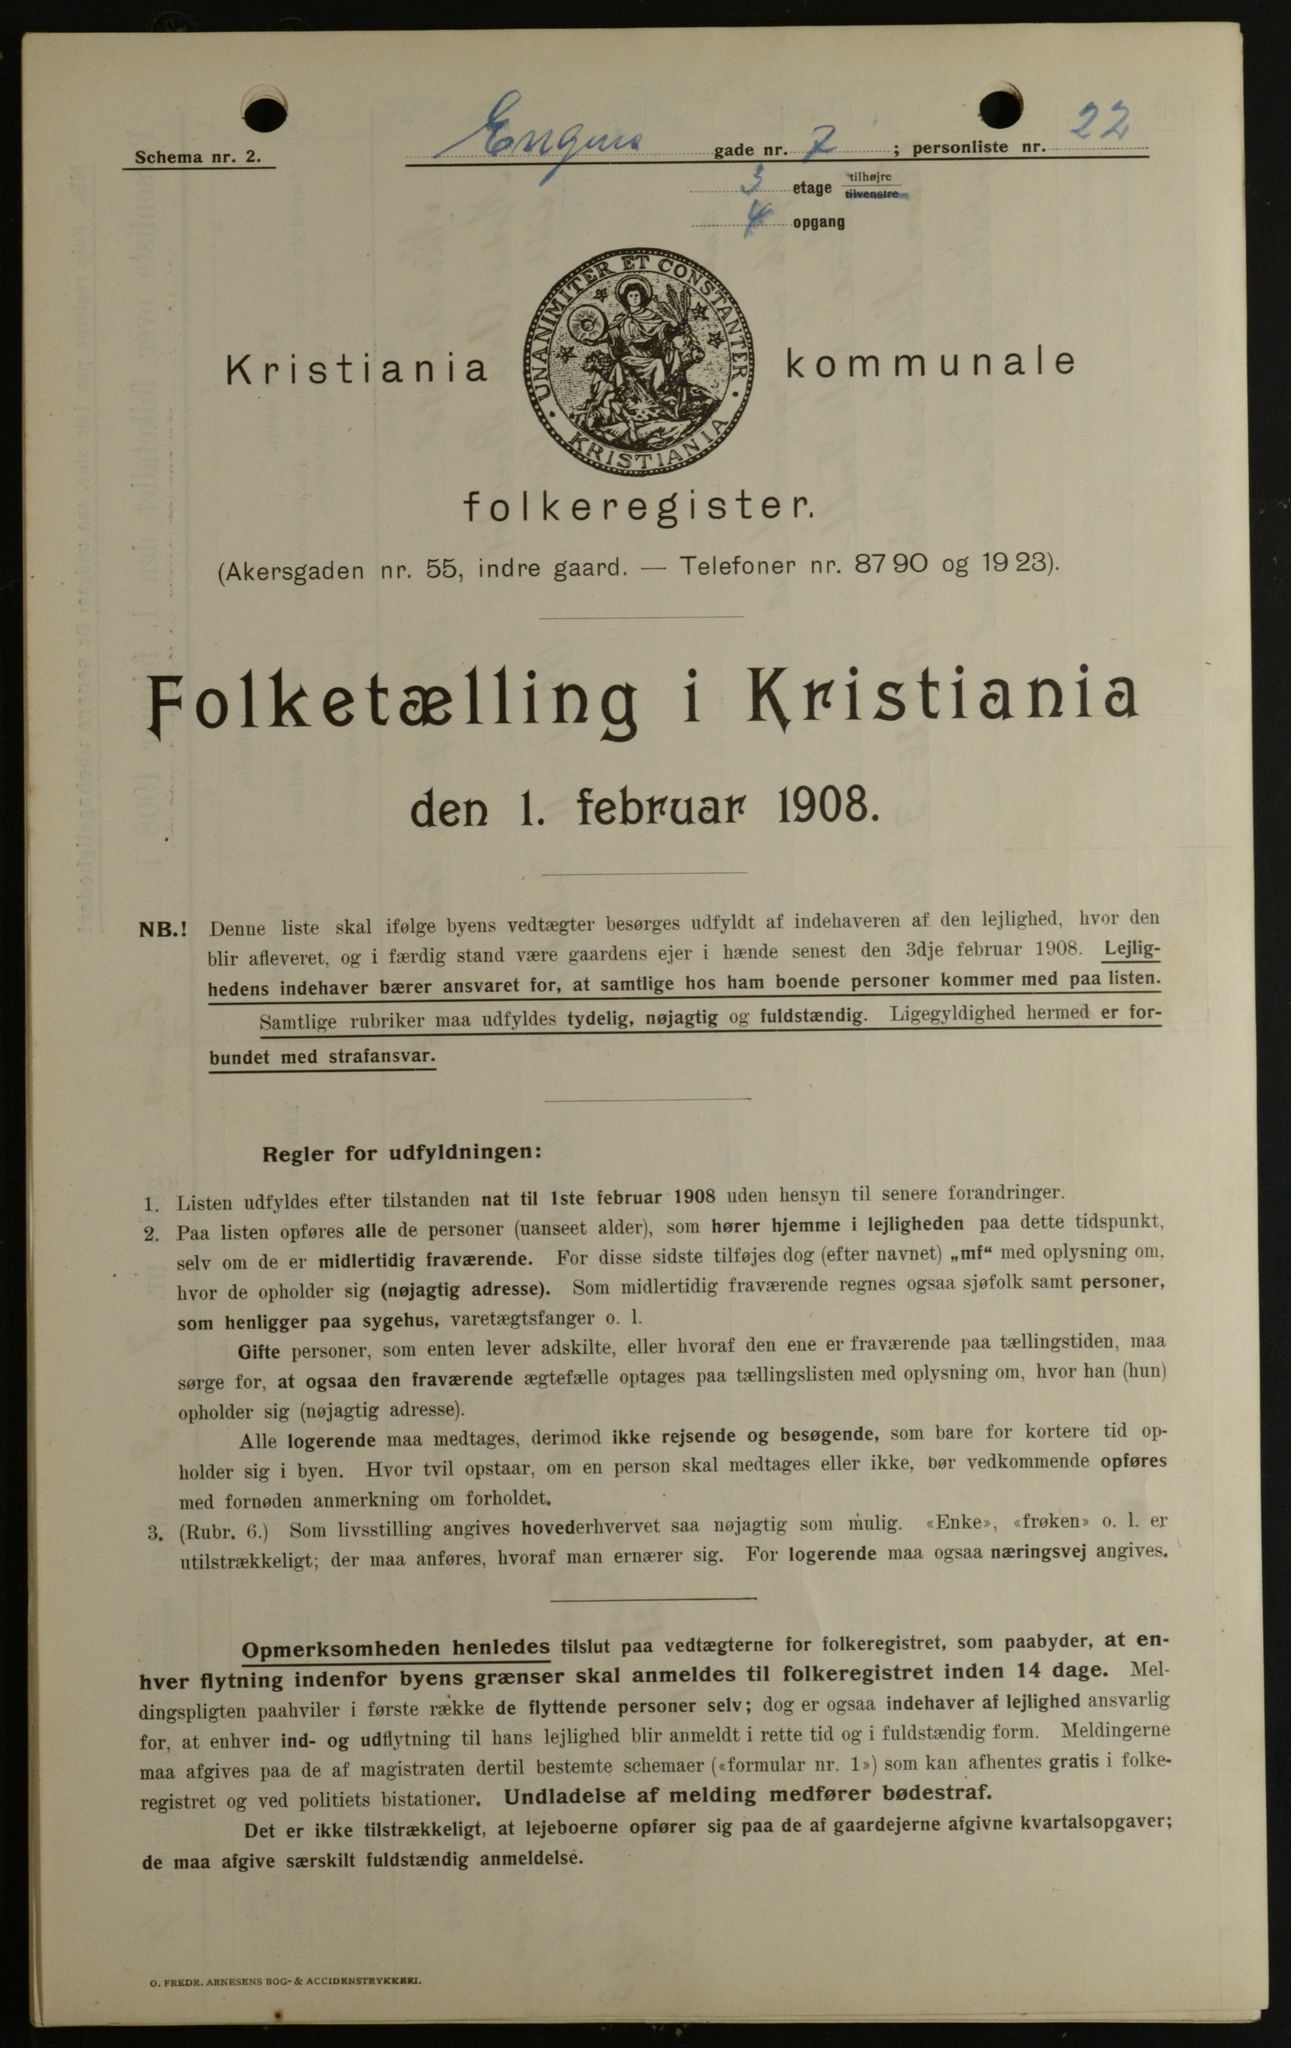 Schema nr. 2.
Engens gade nr. 7 ; personliste nr. 22
3 etage tilhøjre
tilvenstre
4 opgang
UNANIMITER ET CONSTANTER
KRISTIANIA
Kristiania kommunale
folkeregister.
(Akersgaden nr. 55, indre gaard. — Telefoner nr. 87 90 og 19 23).
Folketælling i Kristiania
den 1. februar 1908.
NB.! Denne liste skal ifølge byens vedtægter besørges udfyldt af indehaveren af den lejlighed, hvor den
blir afleveret, og i færdig stand være gaardens ejer i hænde senest den 3dje februar 1908. Lejlig-
hedens indehaver bærer ansvaret for, at samtlige hos ham boende personer kommer med paa listen.
Samtlige rubriker maa udfyldes tydelig, nøjagtig og fuldstændig. Ligegyldighed hermed er for-
bundet med strafansvar.
Regler for udfyldningen:
1. Listen udfyldes efter tilstanden nat til 1ste februar 1908 uden hensyn til senere forandringer.
2. Paa listen opføres alle de personer (uanseet alder), som hører hjemme i lejligheden paa dette tidspunkt,
selv om de er midlertidig fraværende. For disse sidste tilføjes dog (efter navnet) „mf“ med oplysning om,
hvor de opholder sig (nøjagtig adresse). Som midlertidig fraværende regnes ogsaa sjøfolk samt personer,
som henligger paa sygehus, varetægtsfanger o. l.
Gifte personer, som enten lever adskilte, eller hvoraf den ene er fraværende paa tællingstiden, maa
sørge for, at ogsaa den fraværende ægtefælle optages paa tællingslisten med oplysning om, hvor han (hun)
opholder sig (nøjagtig adresse).
Alle logerende maa medtages, derimod ikke rejsende og besøgende, som bare for kortere tid op-
holder sig i byen. Hvor tvil opstaar, om en person skal medtages eller ikke, bør vedkommende opføres
med fornøden anmerkning om forholdet.
3. (Rubr. 6.) Som livsstilling angives hovederhvervet saa nøjagtig som mulig. «Enke», «frøken» o. l. er
utilstrækkeligt; der maa anføres, hvoraf man ernærer sig. For logerende maa ogsaa næringsvej angives.
Opmerksomheden henledes tilslut paa vedtægterne for folkeregistret, som paabyder, at en-
hver flytning indenfor byens grænser skal anmeldes til folkeregistret inden 14 dage. Mel-
dingspligten paahviler i første række de flyttende personer selv; dog er ogsaa indehaver af lejlighed ansvarlig
for, at enhver ind- og udflytning til hans lejlighed blir anmeldt i rette tid og i fuldstændig form. Meldingerne
maa afgives paa de af magistraten dertil bestemte schemaer («formular nr. 1») som kan afhentes gratis i folke-
registret og ved politiets bistationer. Undladelse af melding medfører bødestraf.
Det er ikke tilstrækkeligt, at lejeboerne opfører sig paa de af gaardejerne afgivne kvartalsopgaver;
de maa afgive særskilt fuldstændig anmeldelse.
O. FREDR. ARNESENS BOG- & ACCIDENSTRYKKERI.